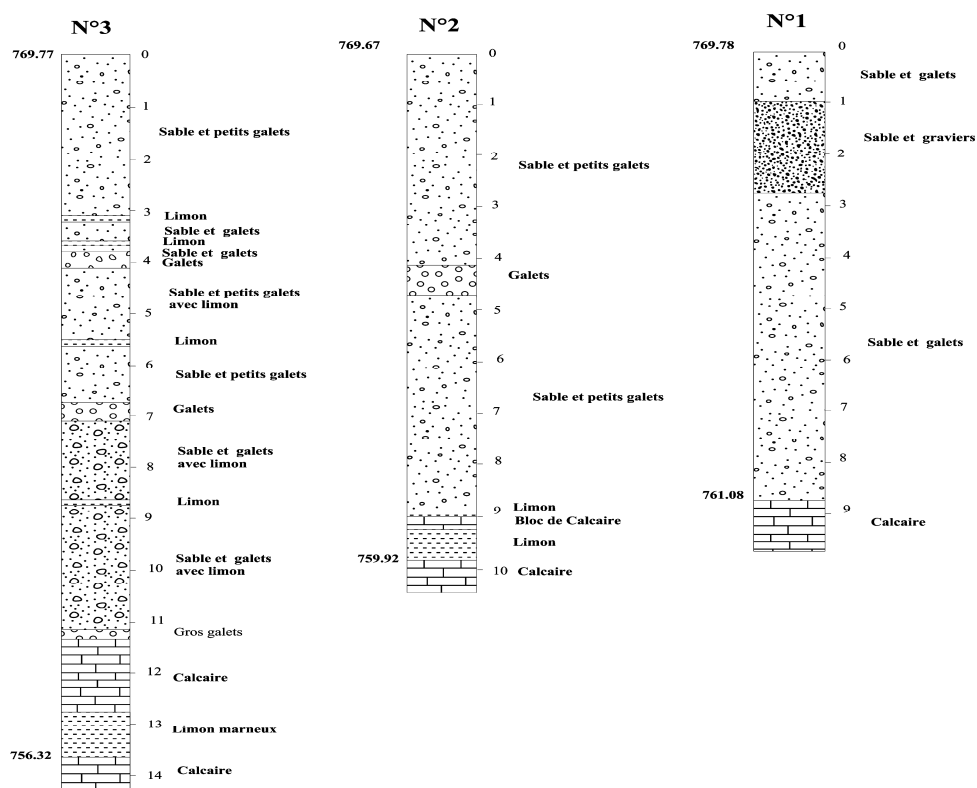 N°3
769.77
0
1
Sable et petits galets
2
3
Limon
Sable et galets
Limon
Sable et galets
4
Galets
Sable et petits galets
avec limon
5
Limon
6
Sable et petits galets
Galets
7
Sable et galets
avec limon
8
Limon
9
Sable et galets
avec limon
10
11
Gros galets
12
Calcaire
13
Limon marneux
756.32
Calcaire
14
N°2
769.67
0
1
2
Sable et petits galets
3
4
Galets
5
6
Sable et petits galets
7
8
Limon
9
Bloc de Calcaire
Limon
759.92
10
Calcaire
N°1
769.78
0
Sable et galets
1
Sable et graviers
2
3
4
5
Sable et galets
6
7
8
761.08
9
Calcaire